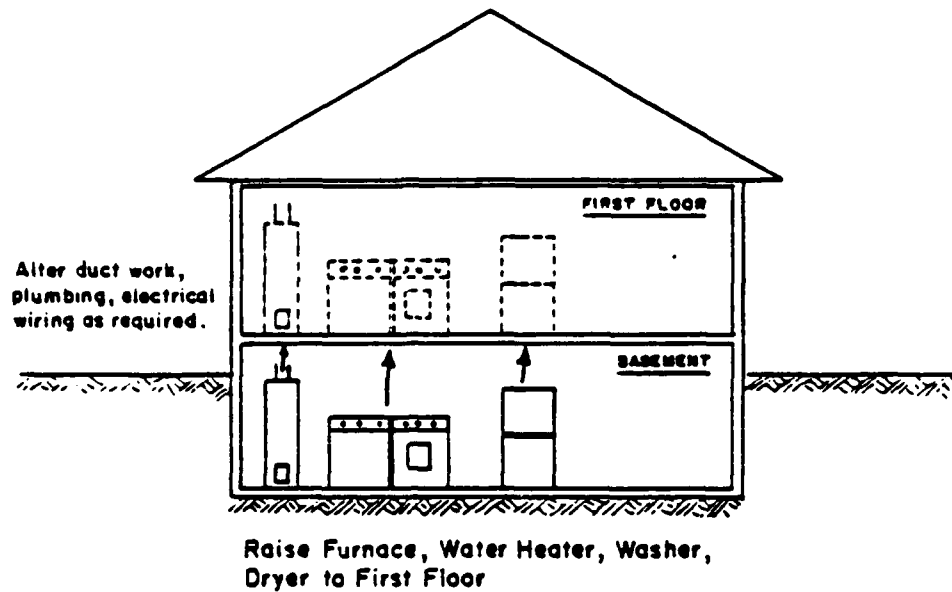 FIRST FLOOR
Alter duct work,
plumbing, electrical
wiring as required.
BASEMENT
Raise Furnace, Water Heater, Washer,
Dryer to First Floor